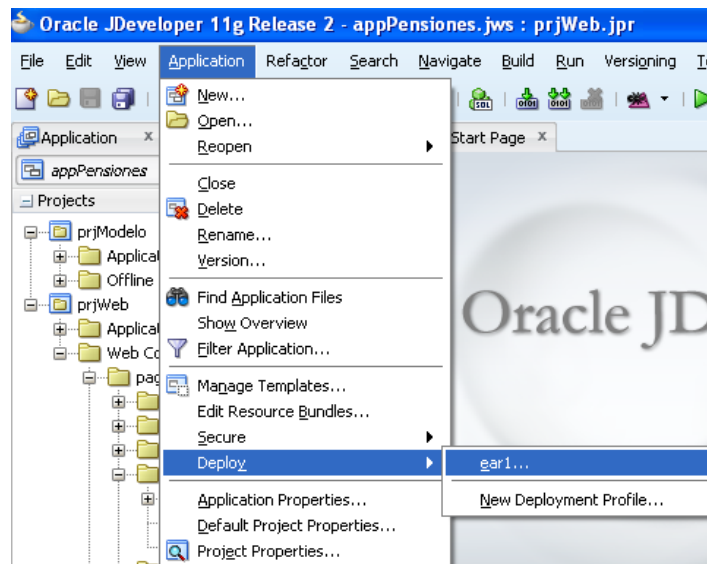 Oracle JDeveloper 11g Release 2 - appPensiones.jws : prjWeb.jpr
File Edit View Application Refactor Search Navigate Build Run Versioning
Application x
Start Page x
appPensiones
Projects
prjModelo
Applicat
Offline
prjWeb
Applicat
Web Co
pag
New...
Open...
Reopen
Close
Delete
Rename...
Version...
Find Application Files
Show Overview
Filter Application...
Manage Templates...
Edit Resource Bundles...
Secure
Deploy
Application Properties...
Default Project Properties...
Project Properties...
ear1...
New Deployment Profile...
SQL
Oracle JD